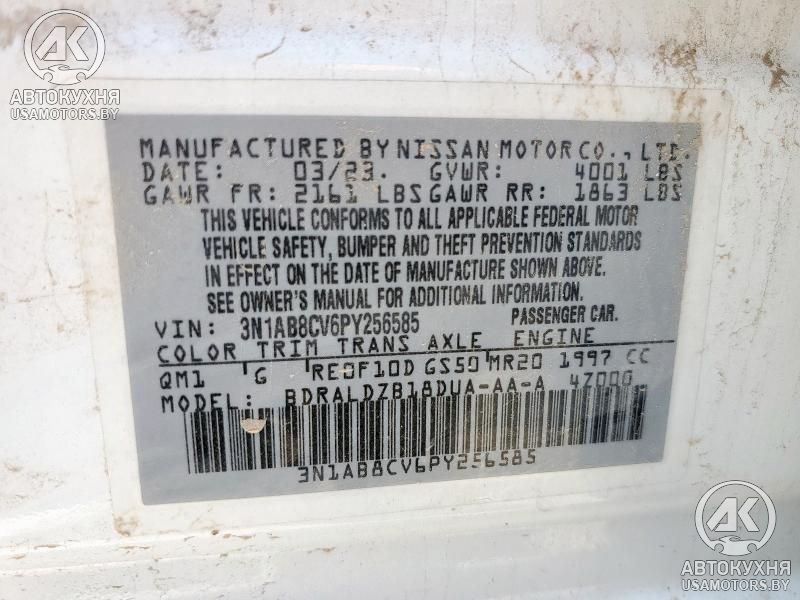 AK
АВТОКУХНЯ
USAMOTORS.BY
MANUFACTURED BY NISSAN MOTOR CO., LTD.
DATE: 03/23. GVWR: 4001 LBS
GAWR FR: 2161 LBS GAWR RR: 1863 LBS
THIS VEHICLE CONFORMS TO ALL APPLICABLE FEDERAL MOTOR
VEHICLE SAFETY, BUMPER AND THEFT PREVENTION STANDARDS
IN EFFECT ON THE DATE OF MANUFACTURE SHOWN ABOVE.
SEE OWNER'S MANUAL FOR ADDITIONAL INFORMATION.
VIN: 3N1AB8CV6PY256585 PASSENGER CAR.
COLOR TRIM TRANS AXLE ENGINE
QM1 G RE0F10D GS50 MR20 1997 CC
MODEL: BDRALDZB18DUA-AA-A 4Z000
3N1AB8CV6PY256585
AK
АВТОКУХНЯ
USAMOTORS.BY